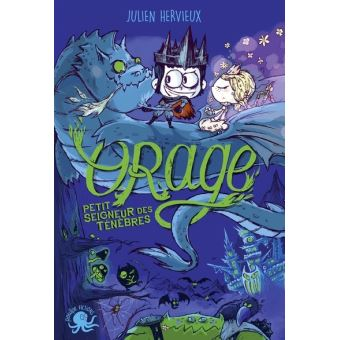 JULIEN HERVIEUX
ORAGE
PETIT
SEIGNEUR DES
TÉNÈBRES